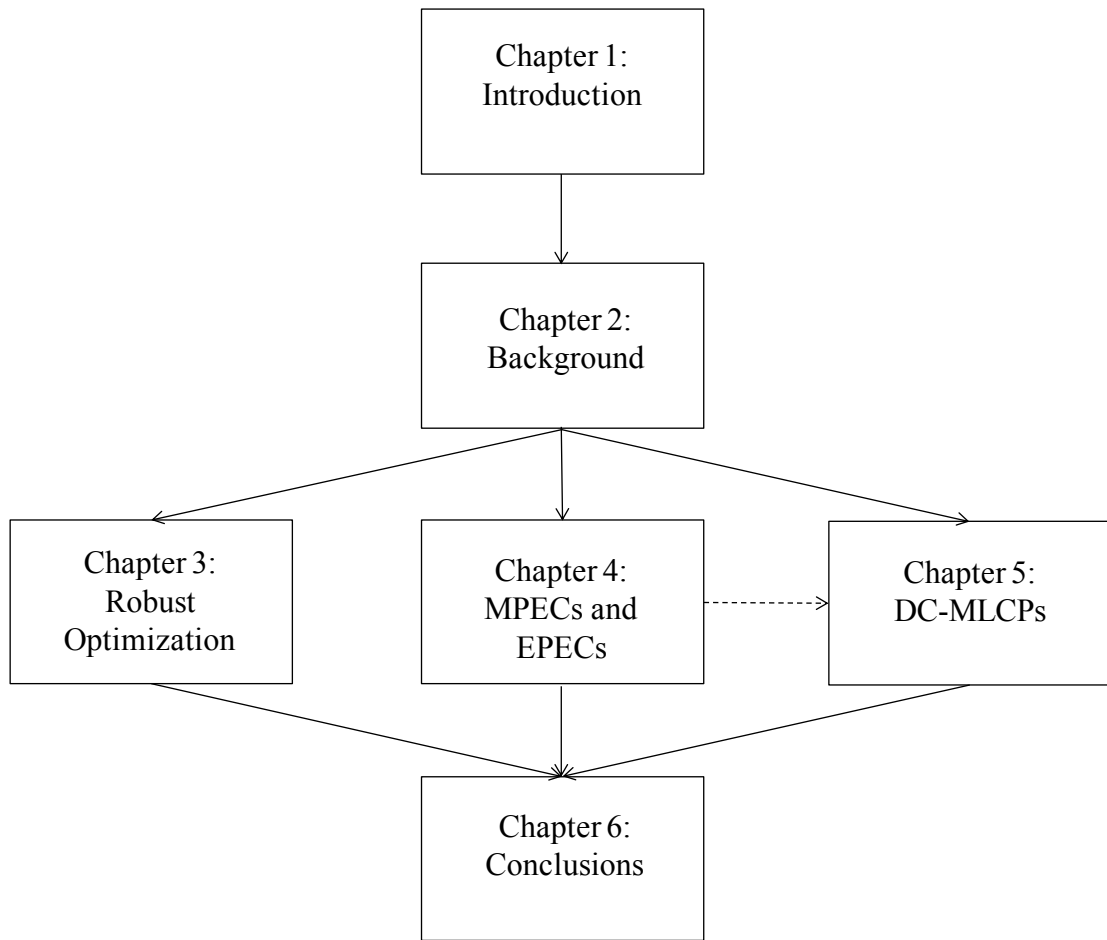 Chapter 1:
Introduction
Chapter 2:
Background
Chapter 3:
Robust
Optimization
Chapter 4:
MPECs and
EPECs
Chapter 5:
DC-MLCPs
Chapter 6:
Conclusions